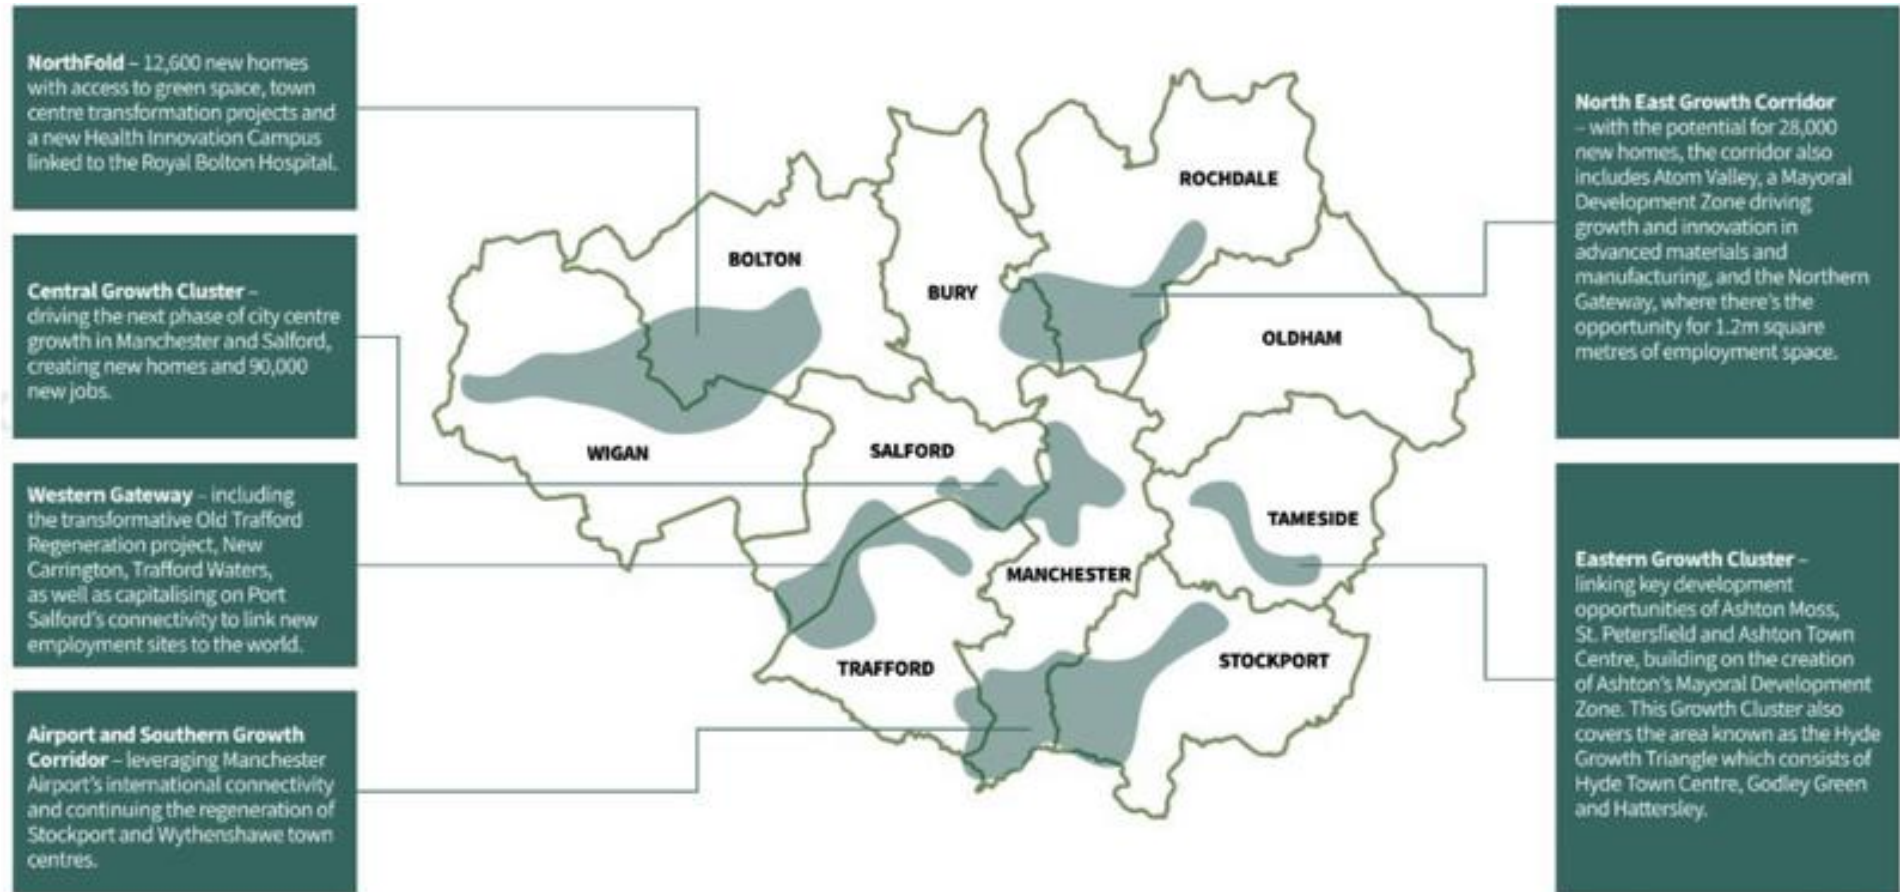 NorthFold – 12,600 new homes
with access to green space, town
centre transformation projects and
a new Health Innovation Campus
linked to the Royal Bolton Hospital.
Central Growth Cluster –
driving the next phase of city centre
growth in Manchester and Salford,
creating new homes and 90,000
new jobs.
Western Gateway – including
the transformative Old Trafford
Regeneration project, New
Carrington, Trafford Waters,
as well as capitalising on Port
Salford's connectivity to link new
employment sites to the world.
Airport and Southern Growth
Corridor – leveraging Manchester
Airport's international connectivity
and continuing the regeneration of
Stockport and Wythenshawe town
centres.
ROCHDALE
BOLTON
BURY
OLDHAM
WIGAN
SALFORD
TAMESIDE
MANCHESTER
TRAFFORD
STOCKPORT
North East Growth Corridor
– with the potential for 28,000
new homes, the corridor also
includes Atom Valley, a Mayoral
Development Zone driving
growth and innovation in
advanced materials and
manufacturing, and the Northern
Gateway, where there's the
opportunity for 1.2m square
metres of employment space.
Eastern Growth Cluster –
linking key development
opportunities of Ashton Moss,
St. Petersfield and Ashton Town
Centre, building on the creation
of Ashton's Mayoral Development
Zone. This Growth Cluster also
covers the area known as the Hyde
Growth Triangle which consists of
Hyde Town Centre, Godley Green
and Hattersley.